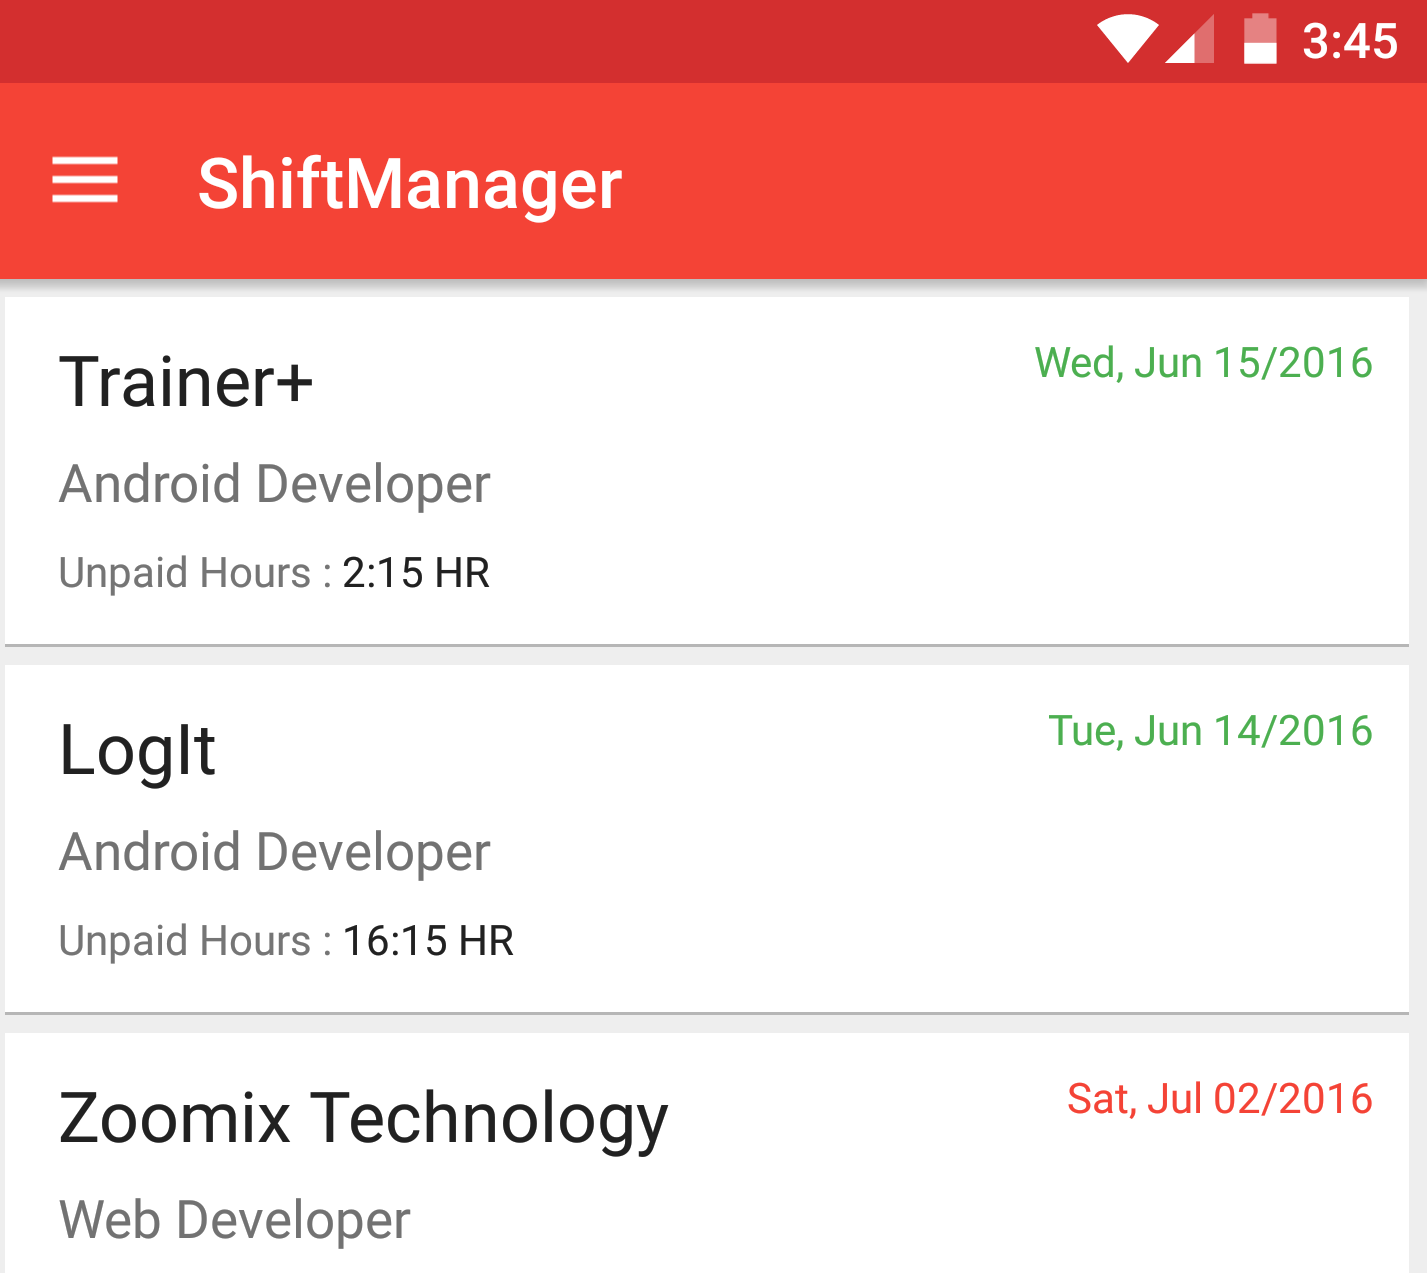 3:45
ShiftManager
Trainer+
Wed, Jun 15/2016
Android Developer
Unpaid Hours : 2:15 HR
LogIt
Tue, Jun 14/2016
Android Developer
Unpaid Hours : 16:15 HR
Zoomix Technology
Sat, Jul 02/2016
Web Developer